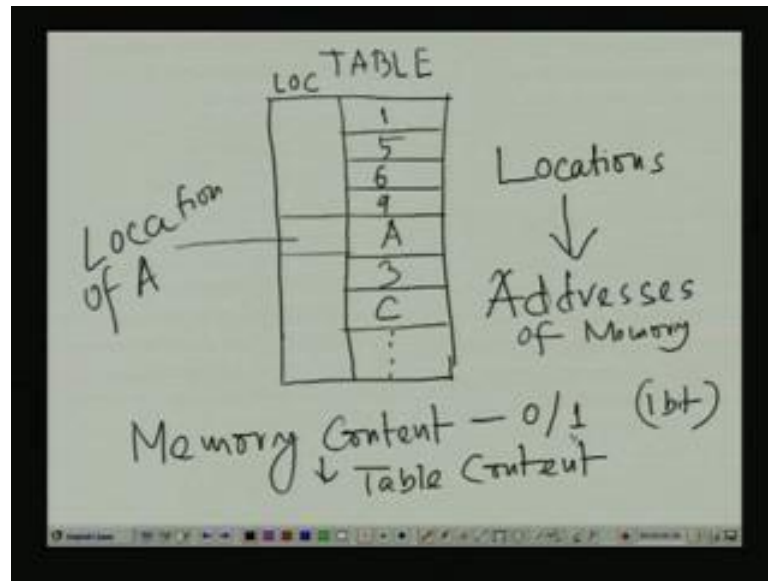 TABLE
LOC
1
5
6
9
A
3
C
Location
of A
Locations
Addresses
of Memory
Memory Content — 0/1 (1bit)
↓ Table Content